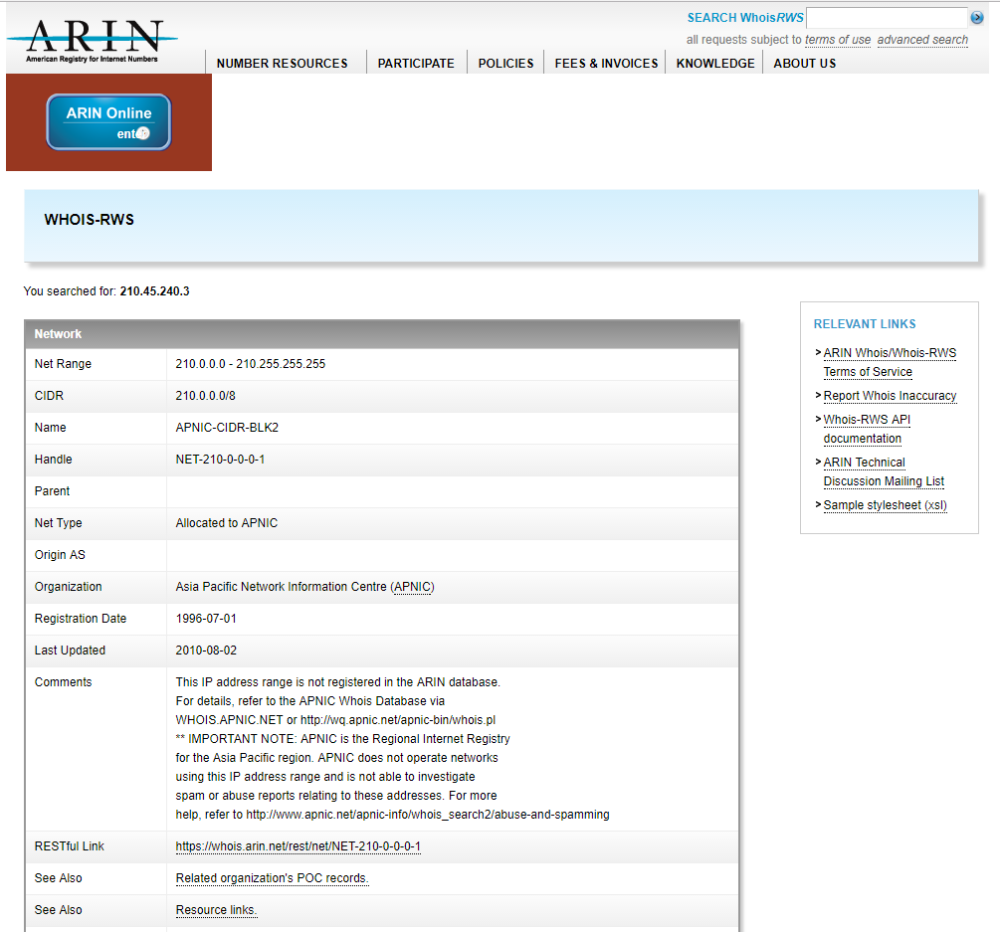 ARIN
American Registry for Internet Numbers
SEARCH WhoisRWS
all requests subject to terms of use advanced search
NUMBER RESOURCES PARTICIPATE POLICIES FEES & INVOICES KNOWLEDGE ABOUT US
ARIN Online
WHOIS-RWS
You searched for: 210.45.240.3
Network
Net Range 210.0.0.0 - 210.255.255.255
CIDR 210.0.0.0/8
Name APNIC-CIDR-BLK2
Handle NET-210-0-0-0-1
Parent
Net Type Allocated to APNIC
Origin AS
Organization Asia Pacific Network Information Centre (APNIC)
Registration Date 1996-07-01
Last Updated 2010-08-02
Comments This IP address range is not registered in the ARIN database.
For details, refer to the APNIC Whois Database via
WHOIS.APNIC.NET or http://wq.apnic.net/apnic-bin/whois.pl
** IMPORTANT NOTE: APNIC is the Regional Internet Registry
for the Asia Pacific region. APNIC does not operate networks
using this IP address range and is not able to investigate
spam or abuse reports relating to these addresses. For more
help, refer to http://www.apnic.net/apnic-info/whois_search2/abuse-and-spamming
RESTful Link https://whois.arin.net/rest/net/NET-210-0-0-0-1
See Also Related organization's POC records.
See Also Resource links.
RELEVANT LINKS
> ARIN Whois/Whois-RWS
Terms of Service
> Report Whois Inaccuracy
> Whois-RWS API
documentation
> ARIN Technical
Discussion Mailing List
> Sample stylesheet (xsl)